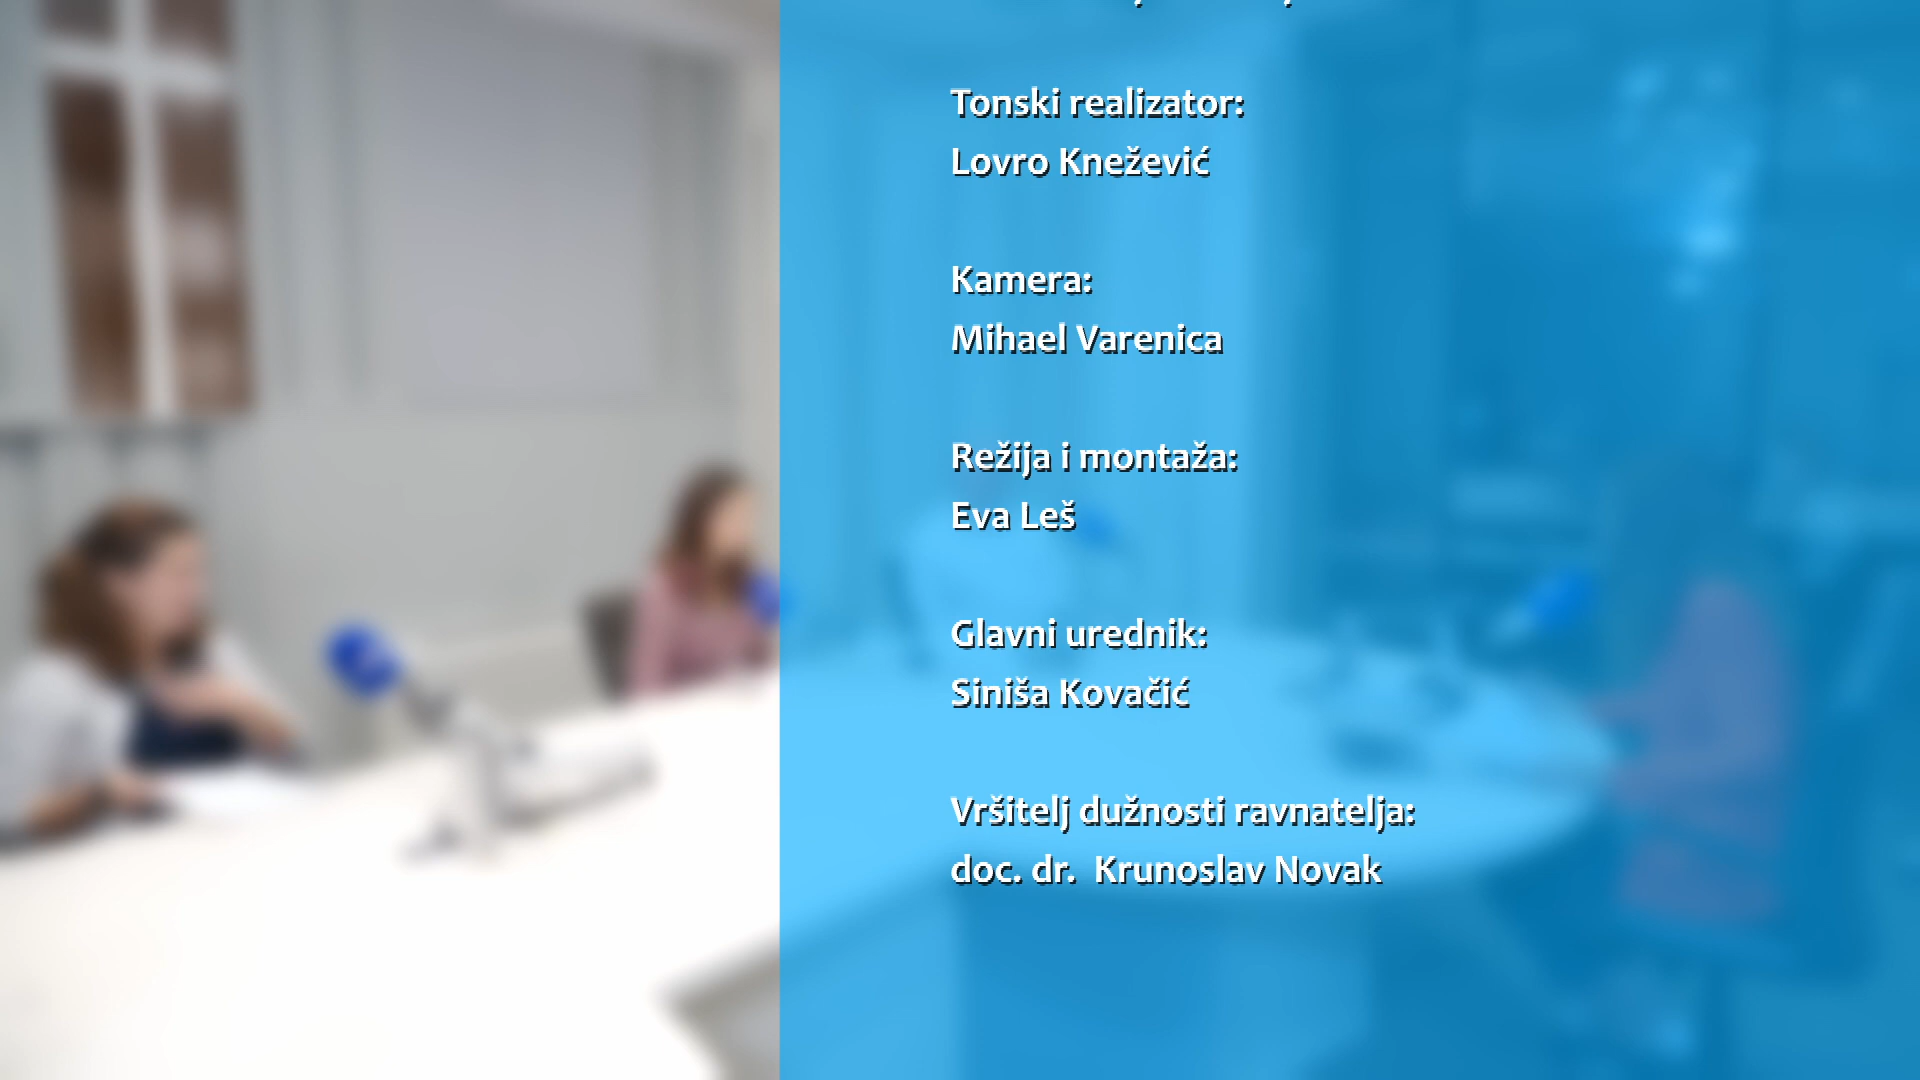 Tonski realizator:
Lovro Knežević
Kamera:
Mihael Varenica
Režija i montaža:
Eva Leš
Glavni urednik:
Siniša Kovačić
Vršitelj dužnosti ravnatelja:
doc. dr. Krunoslav Novak